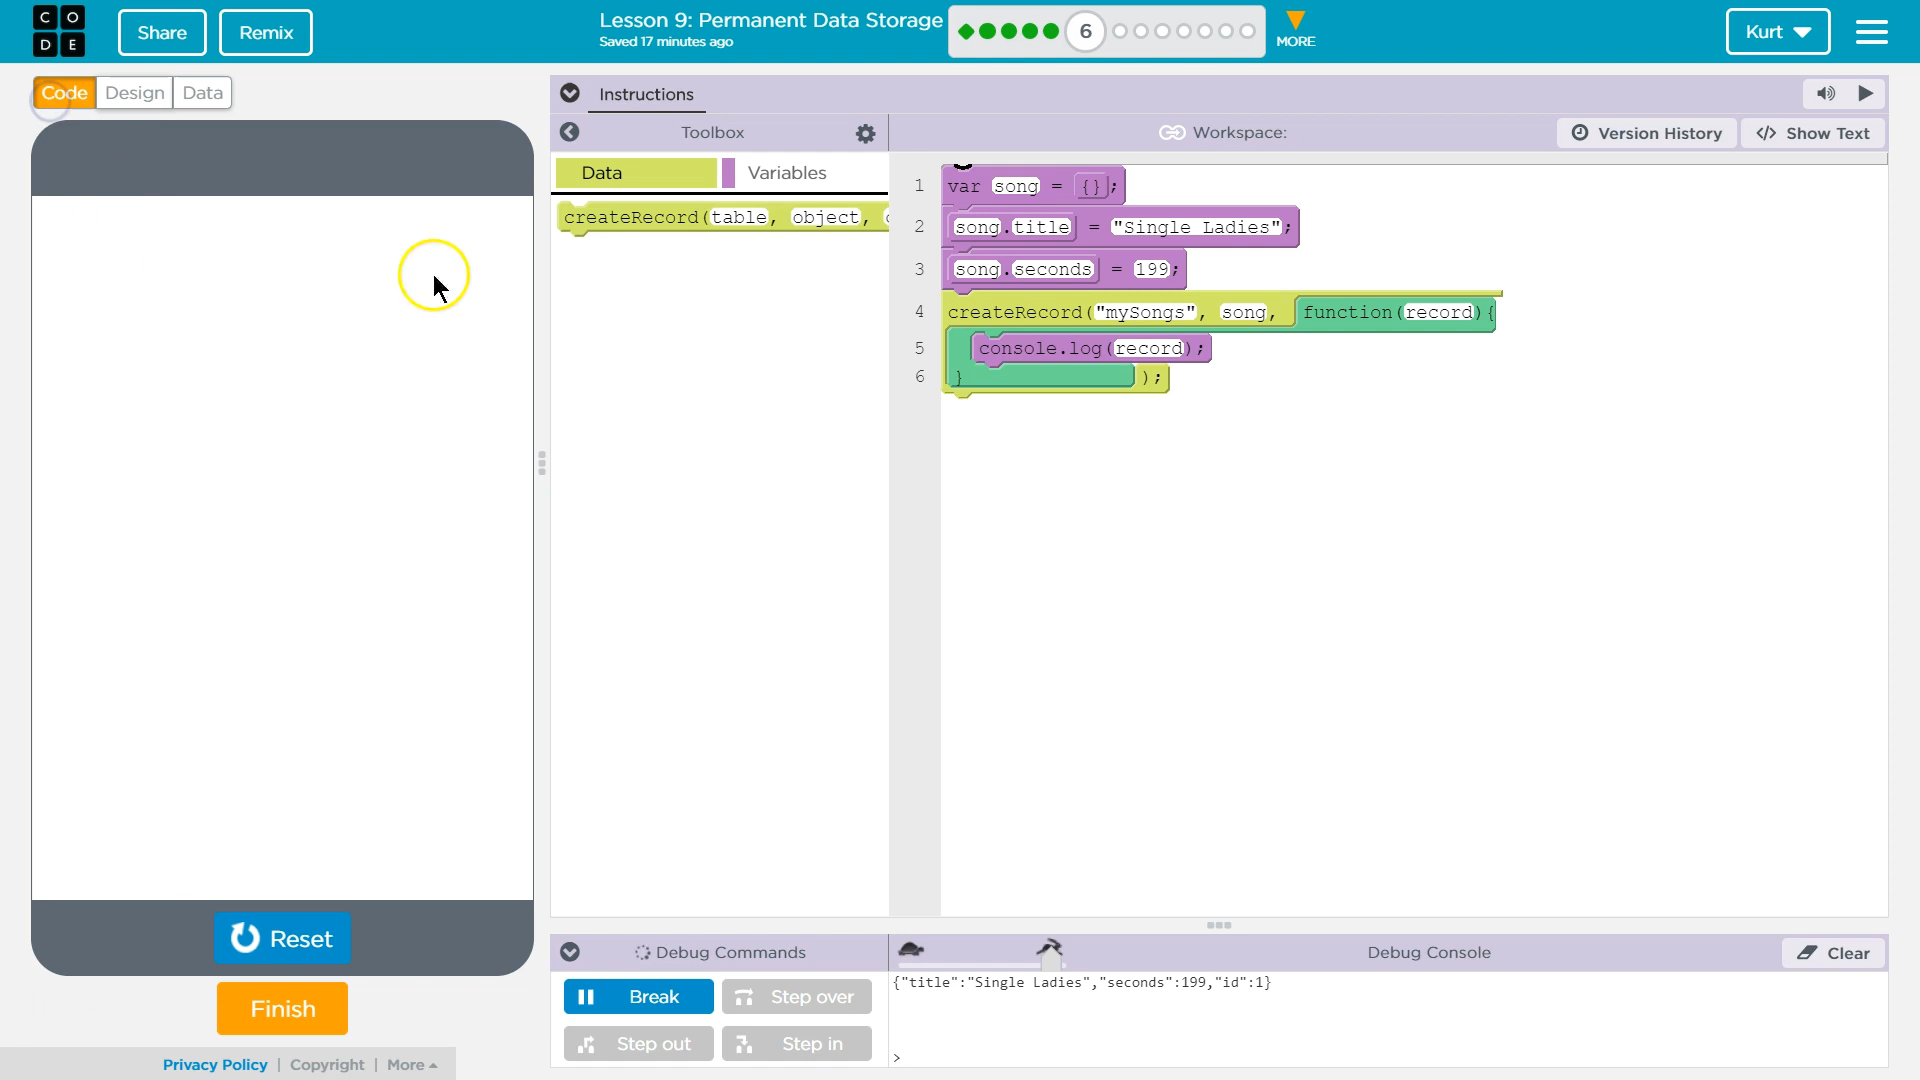 C O D E
Share
Remix
Lesson 9: Permanent Data Storage
Saved 17 minutes ago
6
MORE
Kurt
Code
Design
Data
Instructions
Toolbox
Workspace:
Version History
</> Show Text
Data
Variables
createRecord(table, object,
1 var song = {};
2 song.title = "Single Ladies";
3 song.seconds = 199;
4 createRecord("mySongs", song, function(record){
5 console.log(record);
6 } );
Reset
Finish
Debug Commands
Debug Console
Clear
Break
Step over
Step out
Step in
{"title":"Single Ladies","seconds":199,"id":1}
>
Privacy Policy | Copyright | More